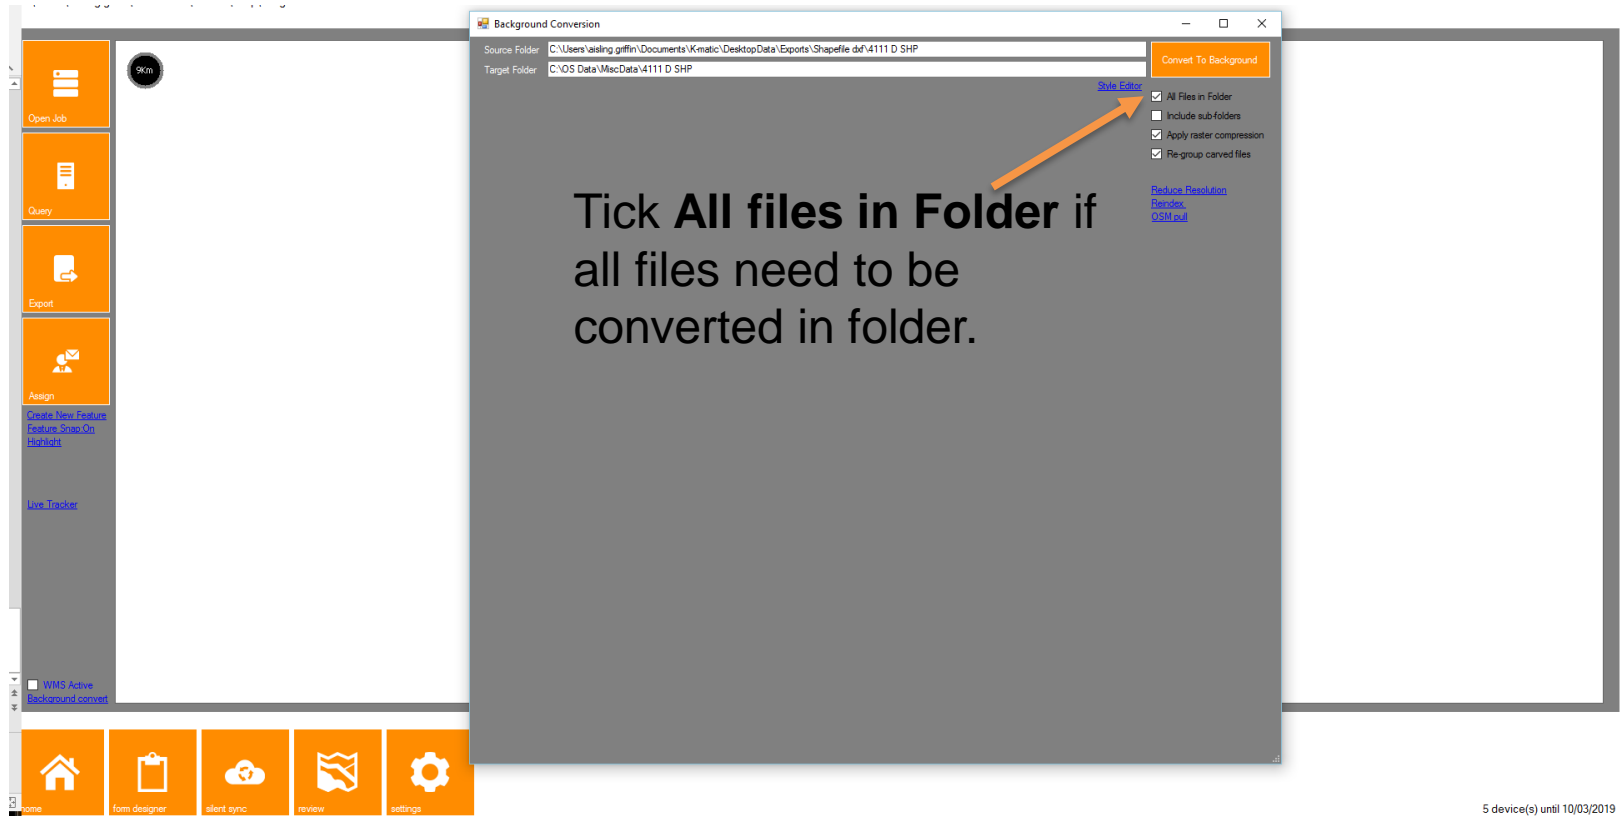 Background Conversion
Source Folder C:\Users\aisling.griffin\Documents\K-matic\DesktopData\Exports\Shapefile dxf\4111 D SHP
Target Folder C:\OS Data\MiscData\4111 D SHP
Convert To Background
Style Editor
All Files in Folder
Include sub-folders
Apply raster compression
Re-group carved files
Reduce Resolution
Reindex
OSM pull
Tick All files in Folder if
all files need to be
converted in folder.
9Km
Open Job
Query
Export
Assign
Create New Feature
Feature Snap:On
Highlight
Live Tracker
WMS Active
Background convert
home
form designer
silent sync
review
settings
5 device(s) until 10/03/2019